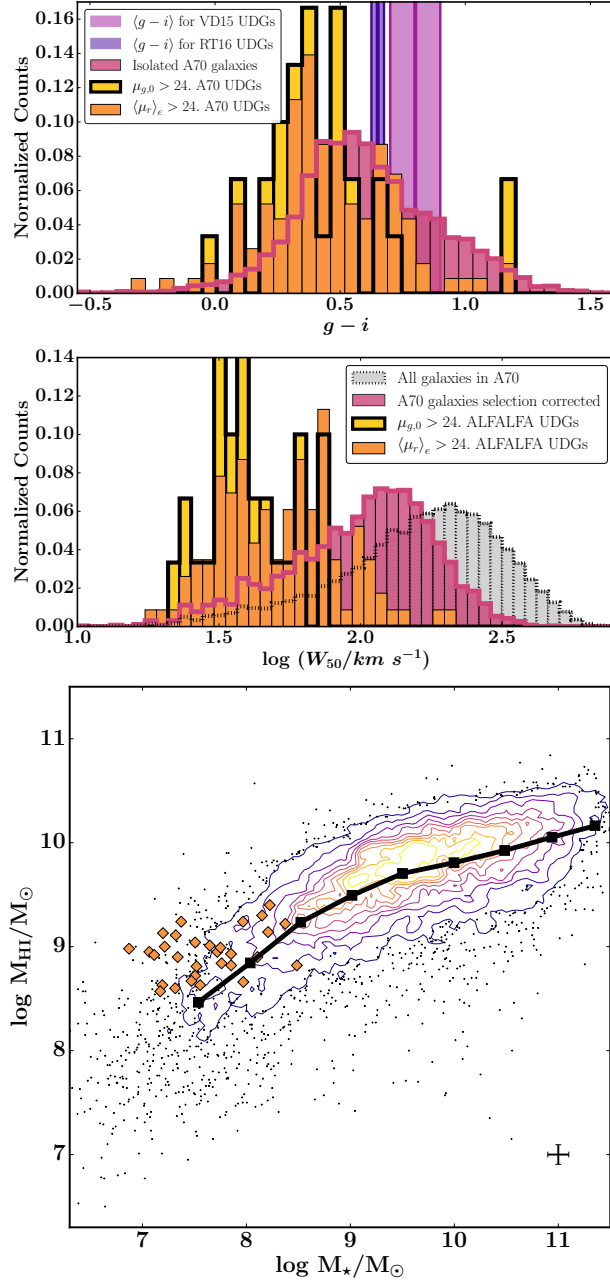 0.16
0.14
0.12
0.10
0.08
0.06
0.04
0.02
0.00
Normalized Counts
⟨g − i⟩ for VD15 UDGs
⟨g − i⟩ for RT16 UDGs
Isolated A70 galaxies
μg,0 > 24. A70 UDGs
⟨μr⟩e > 24. A70 UDGs
−0.5 0.0 0.5 1.0 1.5
g − i
0.14
0.12
0.10
0.08
0.06
0.04
0.02
0.00
Normalized Counts
All galaxies in A70
A70 galaxies selection corrected
μg,0 > 24. ALFALFA UDGs
⟨μr⟩e > 24. ALFALFA UDGs
1.0 1.5 2.0 2.5
log (W50/km s−1)
11
10
9
8
7
log MHI/M⊙
7 8 9 10 11
log M⋆/M⊙